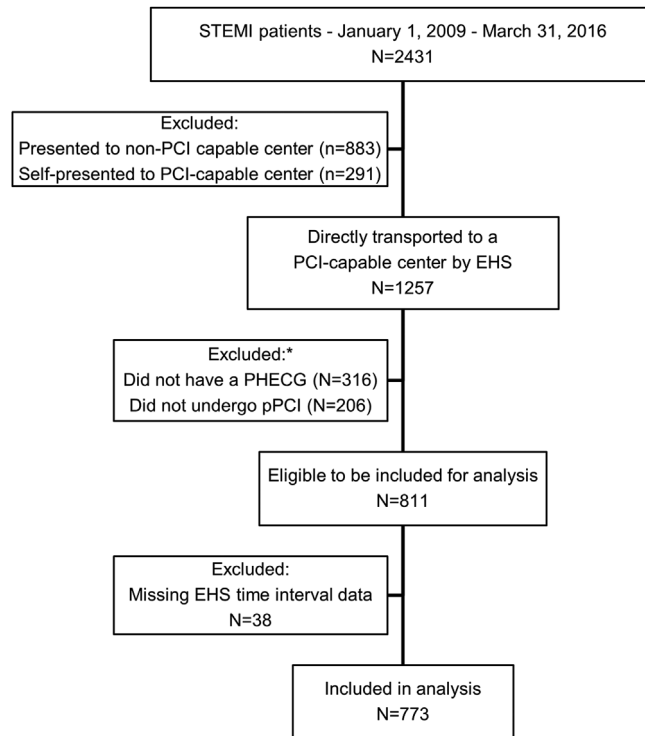 STEMI patients - January 1, 2009 - March 31, 2016
N=2431
Excluded:
Presented to non-PCI capable center (n=883)
Self-presented to PCI-capable center (n=291)
Directly transported to a
PCI-capable center by EHS
N=1257
Excluded:*
Did not have a PHECG (N=316)
Did not undergo pPCI (N=206)
Eligible to be included for analysis
N=811
Excluded:
Missing EHS time interval data
N=38
Included in analysis
N=773